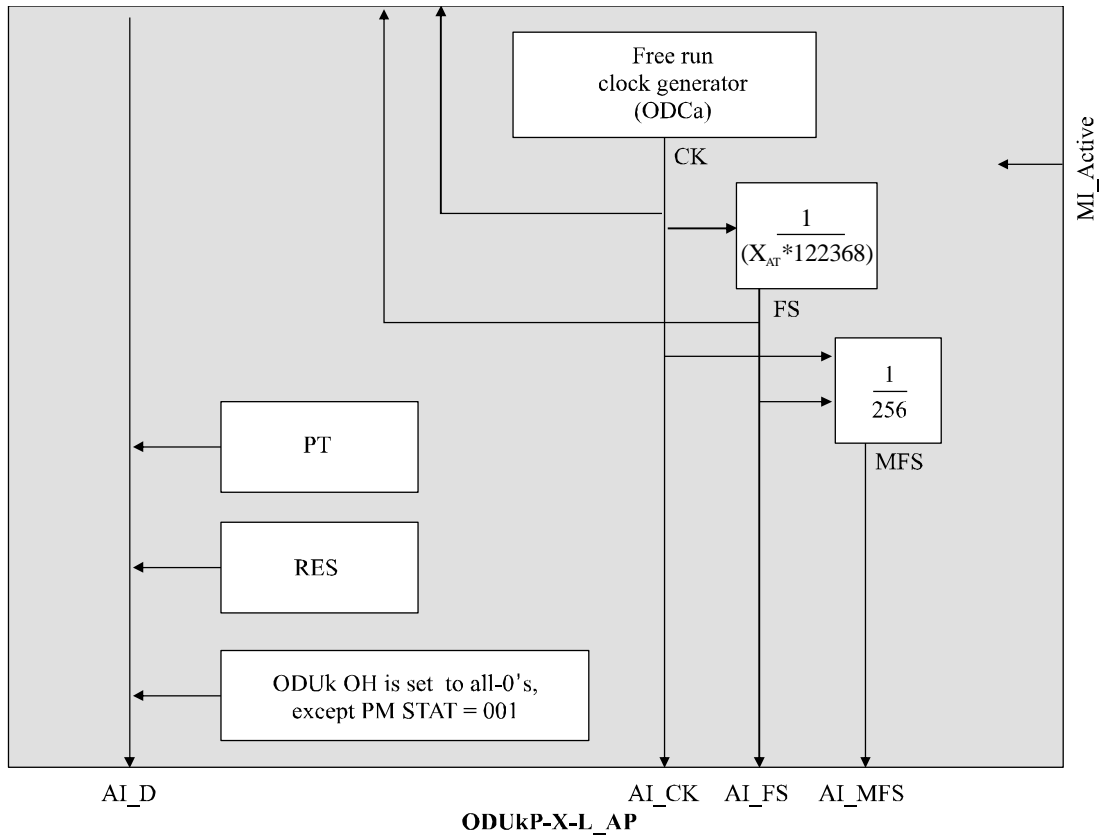 Free run
clock generator
(ODCa)
CK
MI_Active
1
(X_AT*122368)
FS
1
256
MFS
PT
RES
ODUk OH is set to all-0's,
except PM STAT = 001
AI_D
AI_CK
AI_FS
AI_MFS
ODUkP-X-L_AP